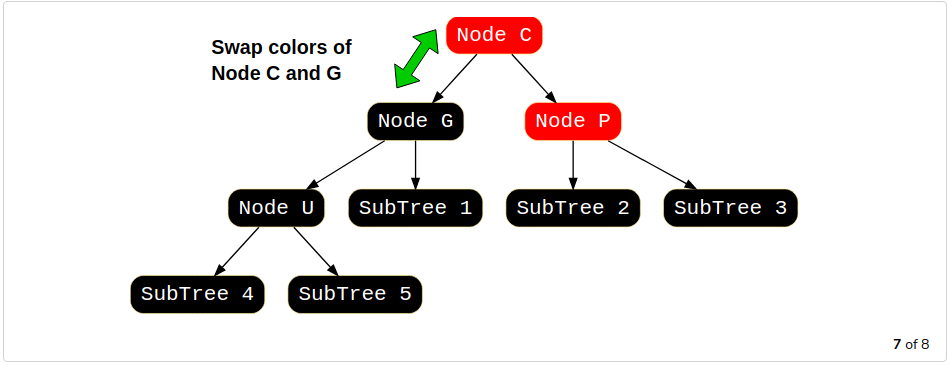 Swap colors of
Node C and G
Node C
Node G
Node P
Node U
SubTree 1
SubTree 2
SubTree 3
SubTree 4
SubTree 5
7 of 8